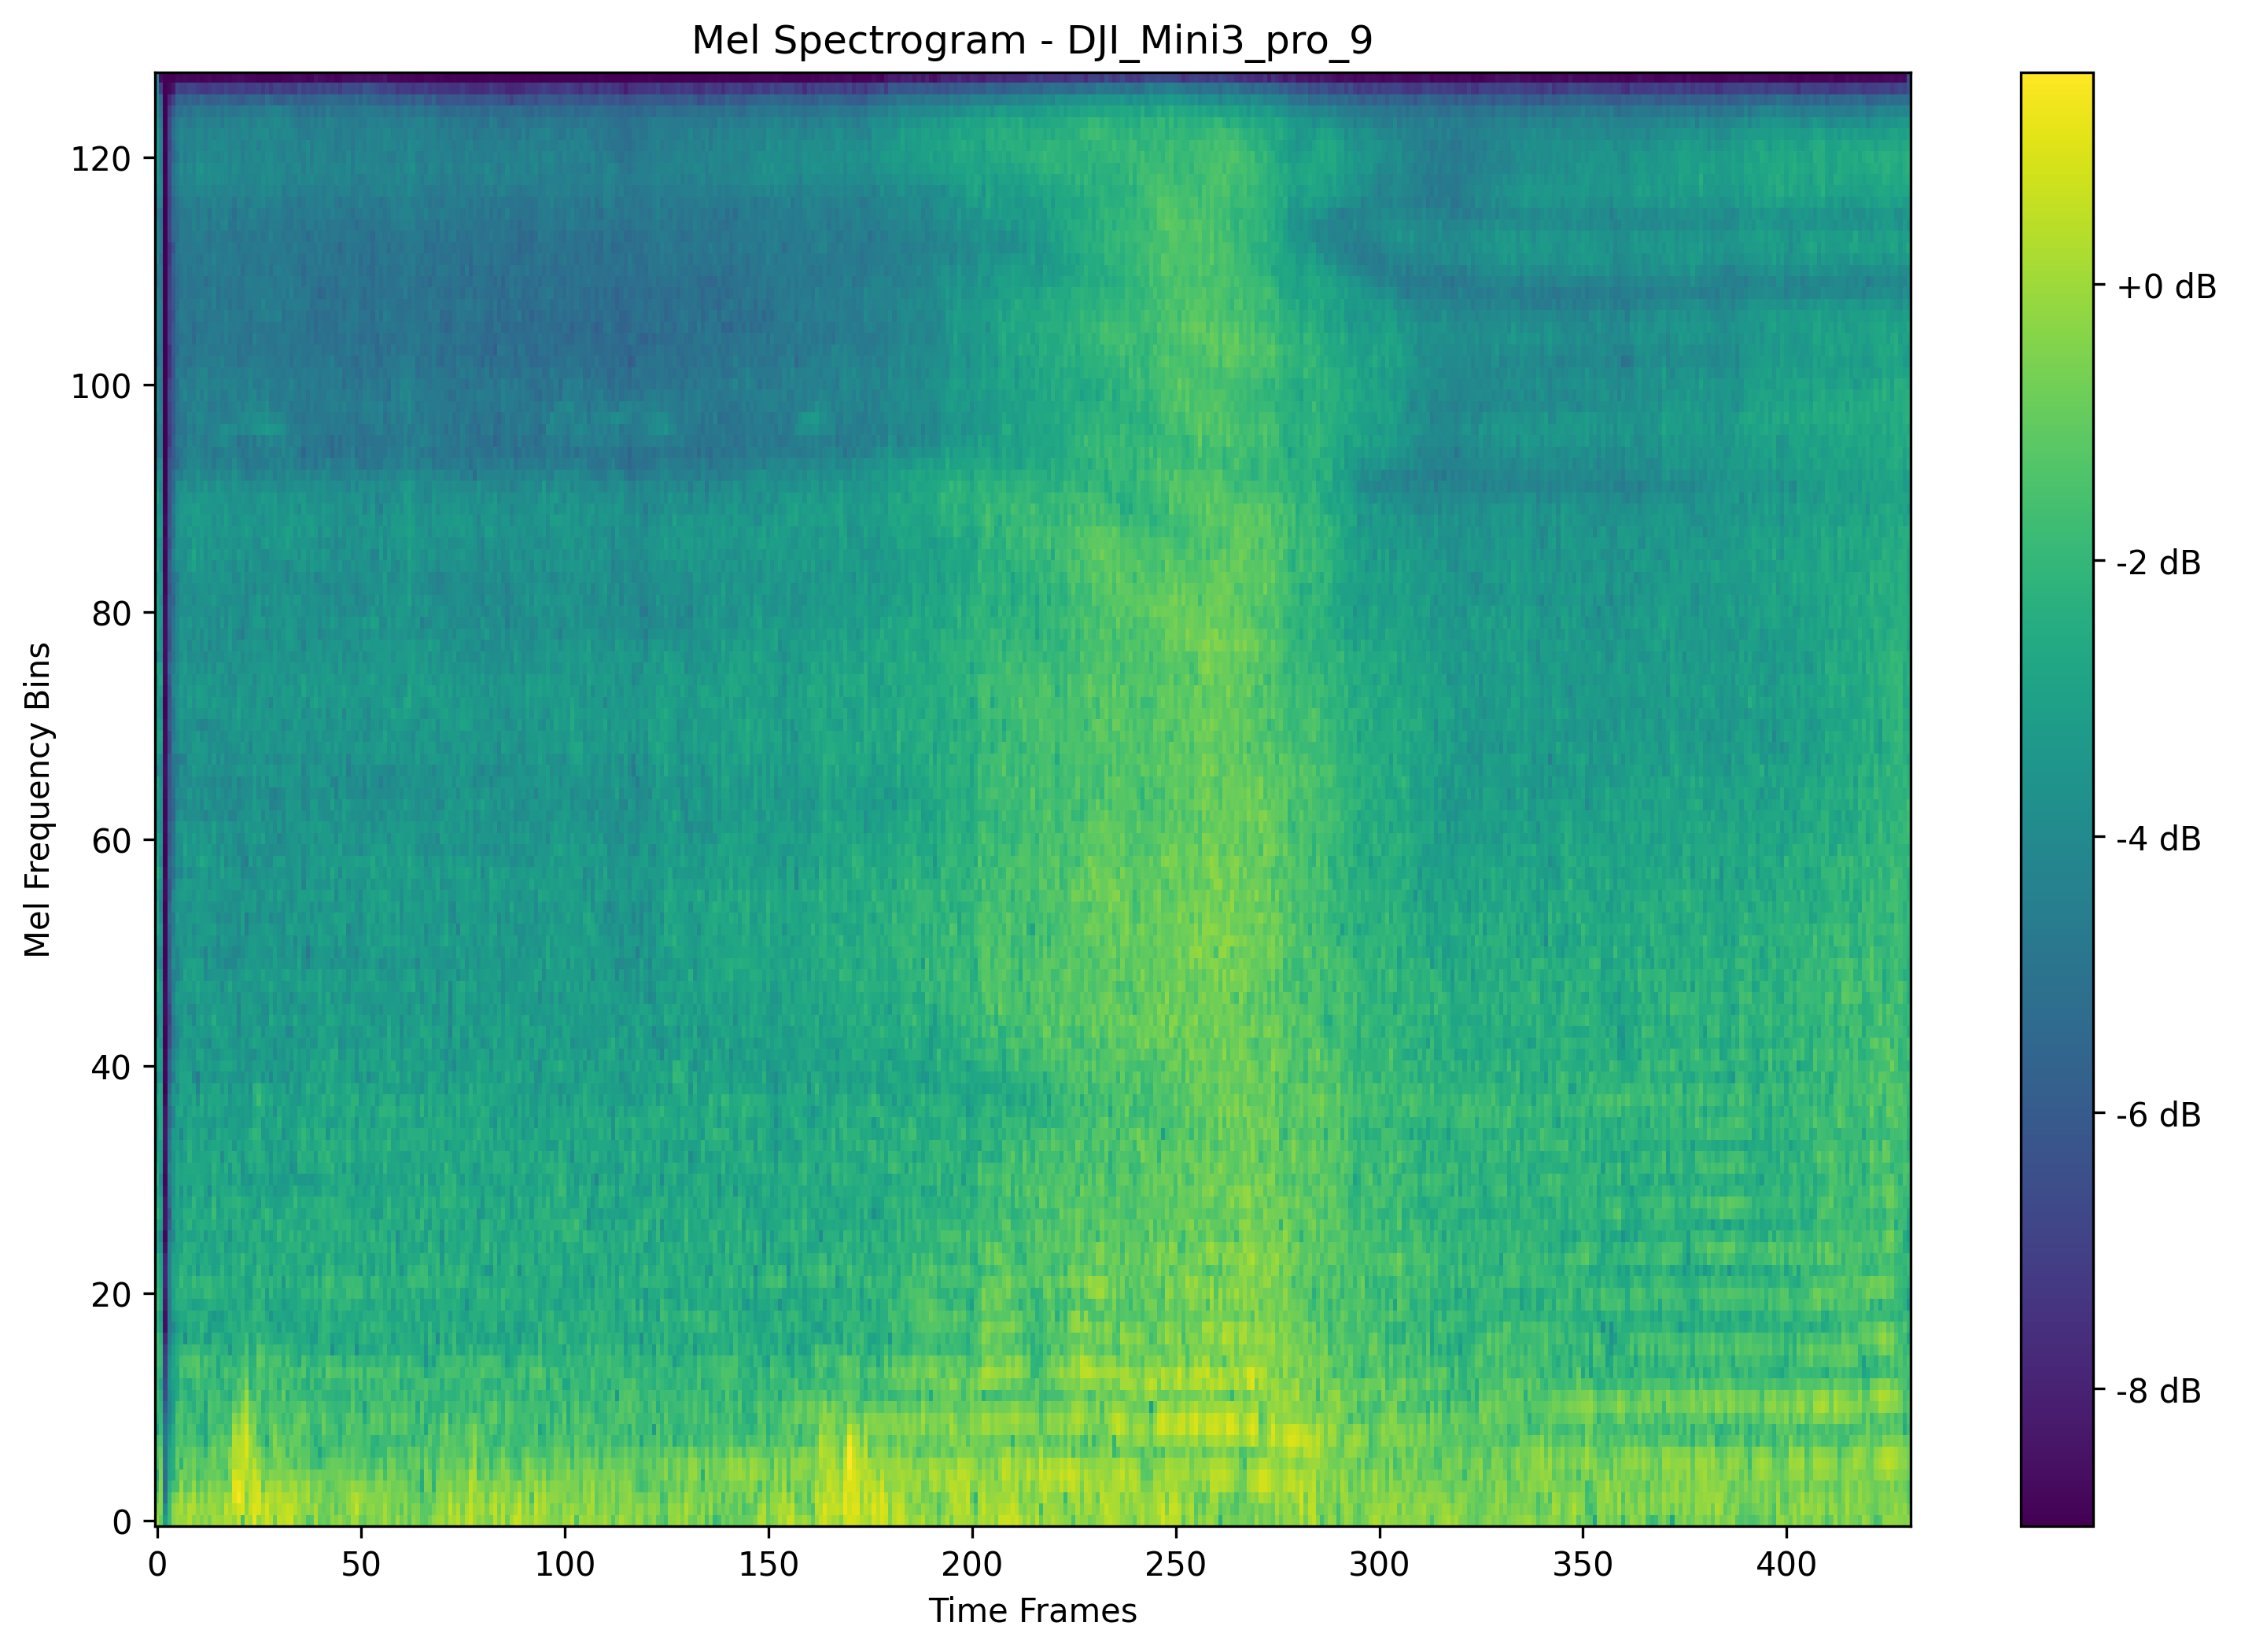 Mel Spectrogram - DJI_Mini3_pro_9
Mel Frequency Bins
120
100
80
60
40
20
0
0 50 100 150 200 250 300 350 400
Time Frames
+0 dB
-2 dB
-4 dB
-6 dB
-8 dB